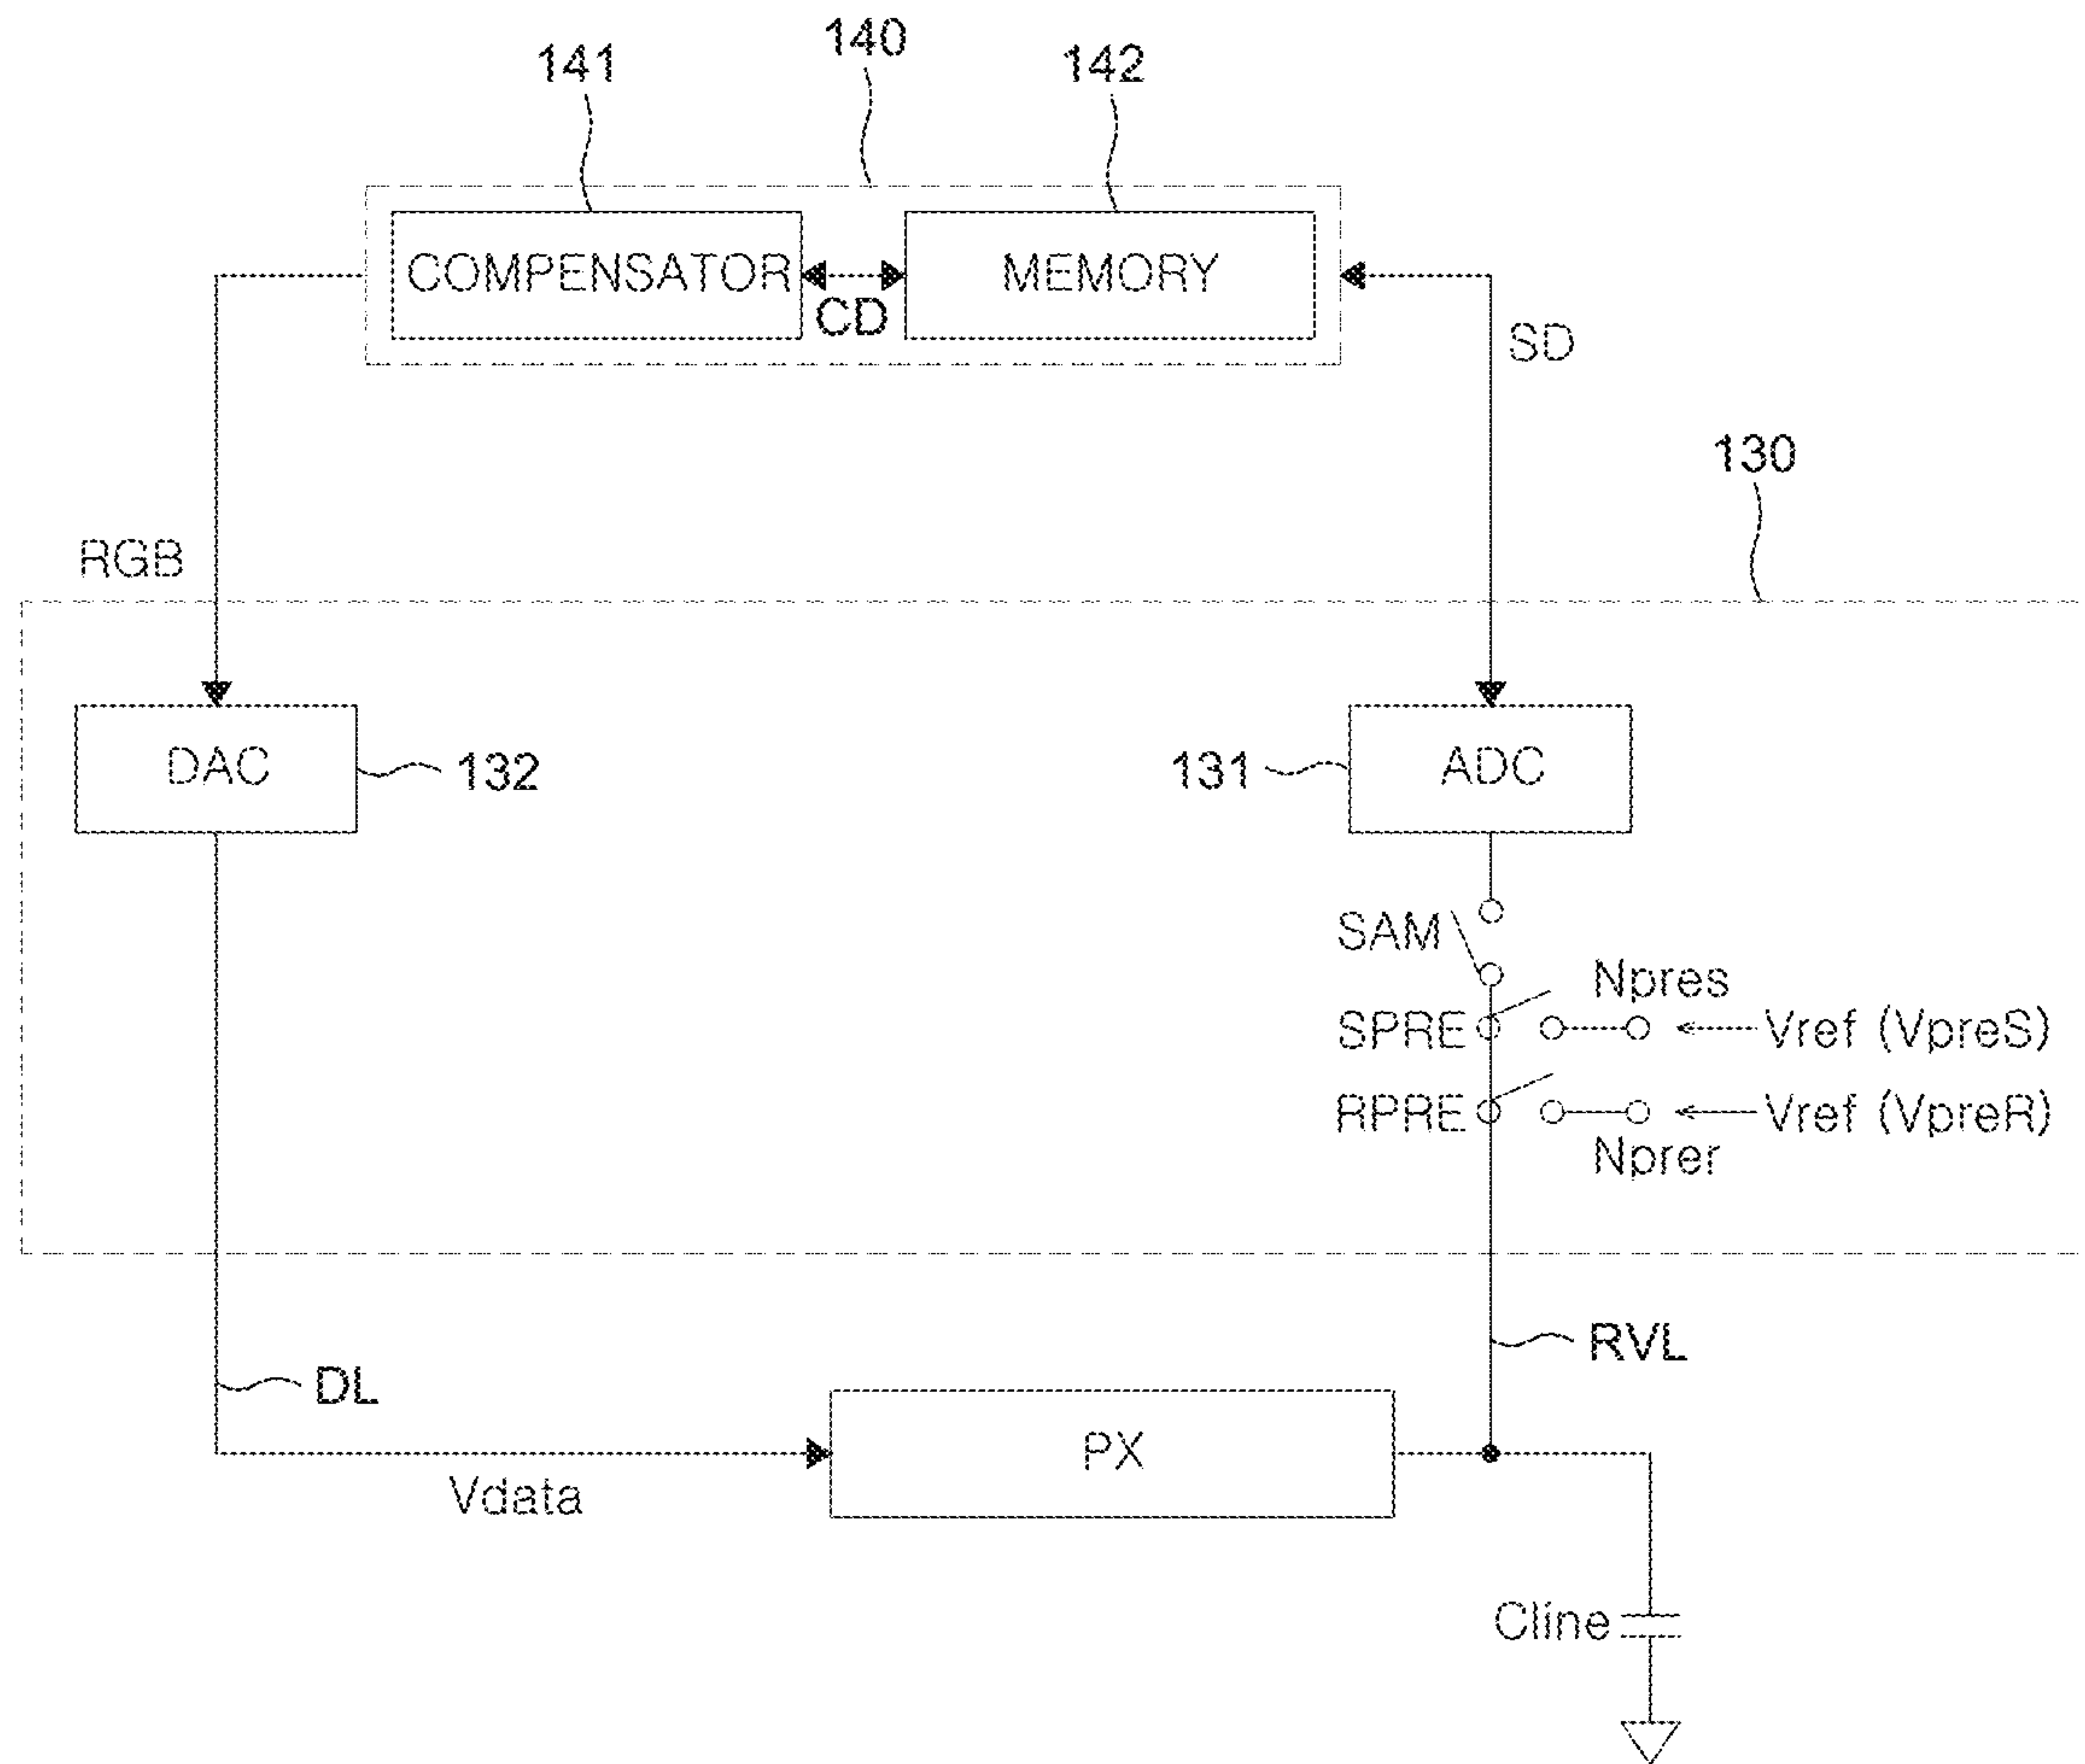 140
141
142
COMPENSATOR
MEMORY
CD
SD
130
RGB
DAC
132
131
ADC
SAM
Npres
SPRE
Vref (VpreS)
RPRE
Vref (VpreR)
Nprer
RVL
DL
PX
Vdata
Cline